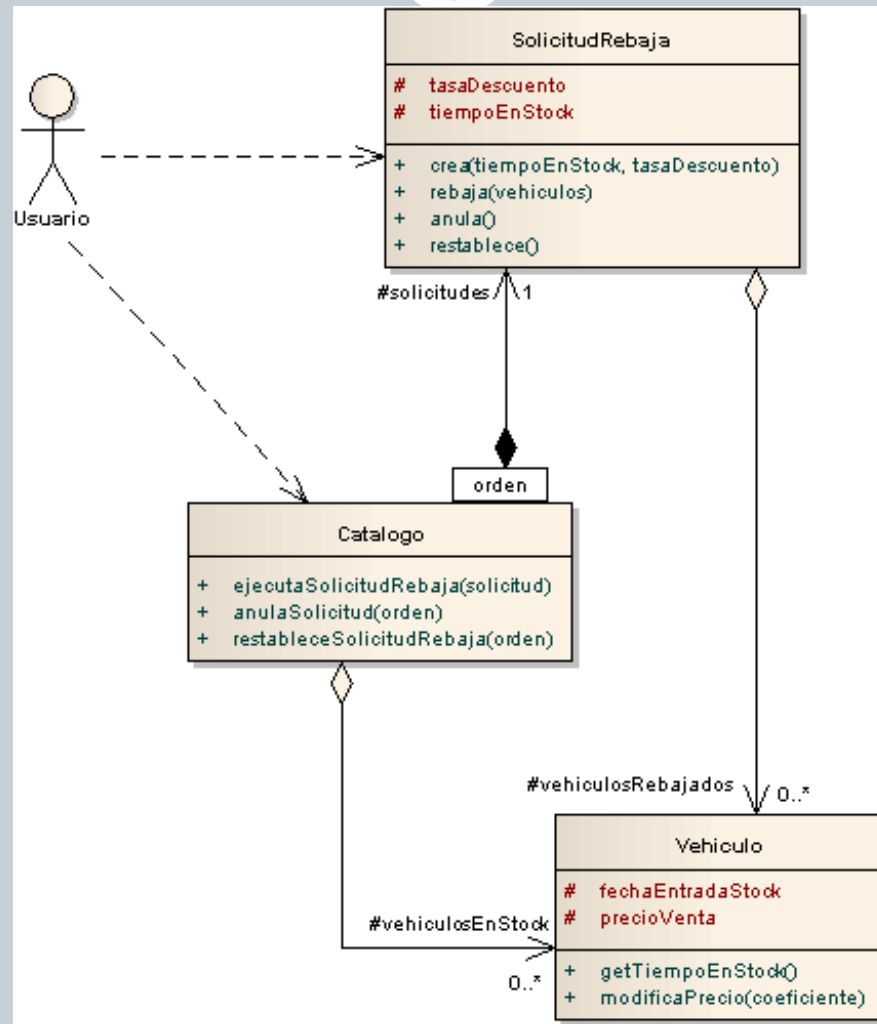 SolicitudRebaja
# tasaDescuento
# tiempoEnStock
+ crea(tiempoEnStock, tasaDescuento)
+ rebaja(vehiculos)
+ anula()
+ restablece()
Usuario
#solicitudes 1
orden
Catalogo
+ ejecutaSolicitudRebaja(solicitud)
+ anulaSolicitud(orden)
+ restableceSolicitudRebaja(orden)
#vehiculosRebajados 0..*
Vehiculo
# fechaEntradaStock
# precioVenta
+ getTiempoEnStock()
+ modificaPrecio(coeficiente)
#vehiculosEnStock
0..*